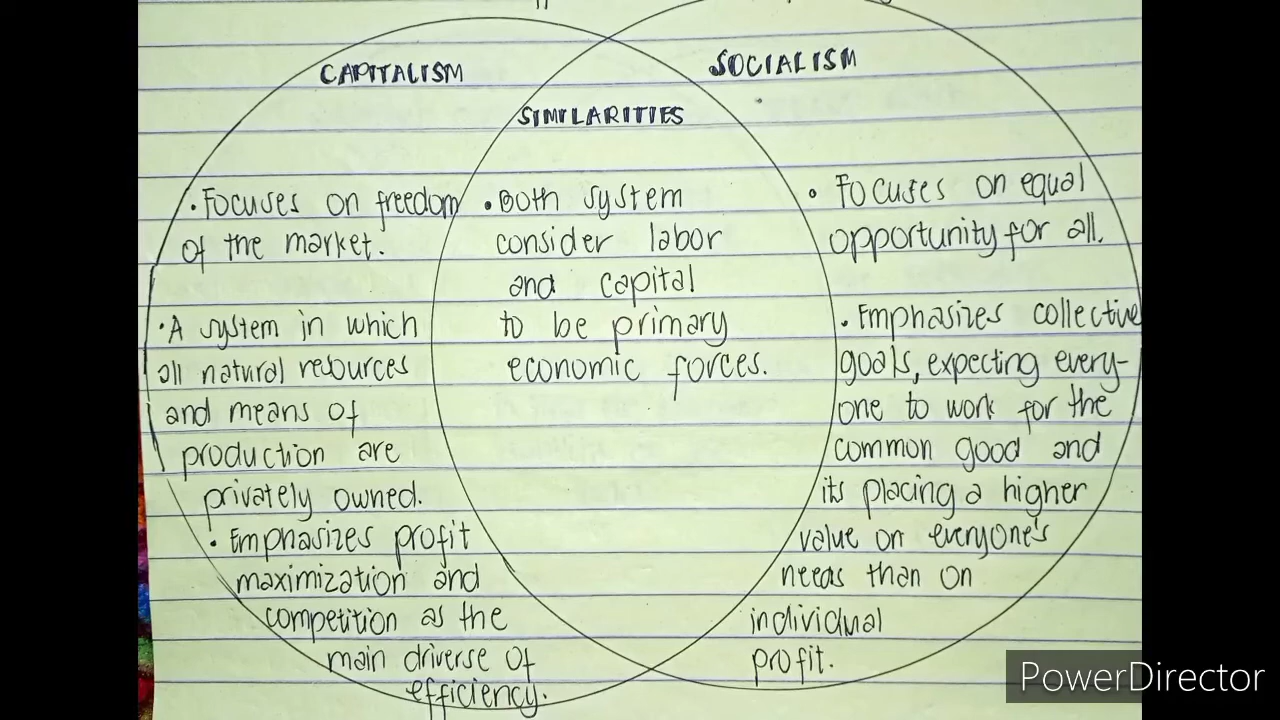 CAPITALISM
• Focuses on freedom
of the market.
• A system in which
all natural resources
and means of
production are
privately owned.
• Emphasizes profit
maximization and
competition as the
main driverse of
efficiency.
SIMILARITIES
• Both system
consider labor
and capital
to be primary
economic forces.
SOCIALISM
• Focuses on equal
opportunity for all.
• Emphasizes collective
goals, expecting every-
one to work for the
common good and
its placing a higher
value on everyone's
needs than on
individual
profit.
PowerDirector